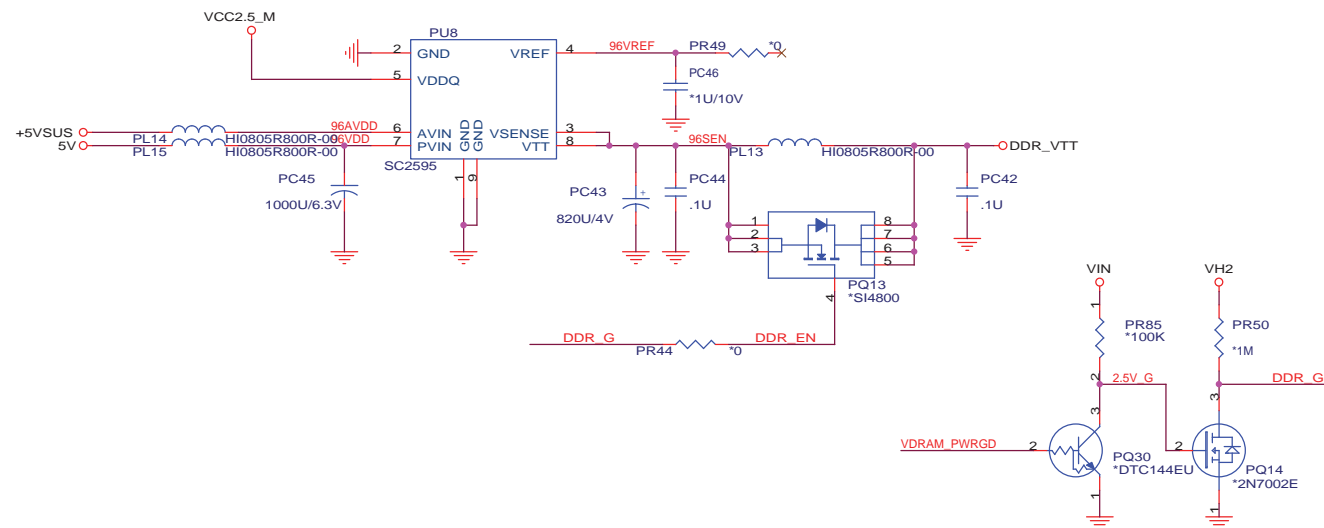 VCC2.5_M
PU8
2 GND
VREF 4
96VREF
PR49 *0
5 VDDQ
PC46
*1U/10V
+5VSUS
96AVDD
6 AVIN
VSENSE 3
PL14 HI0805R800R-00
5V
96VDD
7 PVIN
GND
GND
VTT 8
96SEN
PL15 HI0805R800R-00
SC2595
PL13 HI0805R800R-00
DDR_VTT
1
9
PC45
1000U/6.3V
PC43
+
820U/4V
PC44
.1U
PC42
.1U
1
2
3
8
7
6
5
PQ13
*SI4800
4
DDR_G
PR44 *0
DDR_EN
VIN
VH2
1
PR85
*100K
PR50
*1M
2
2.5V_G
DDR_G
3
3
VDRAM_PWRGD
2
2
PQ30
*DTC144EU
PQ14
*2N7002E
1
1